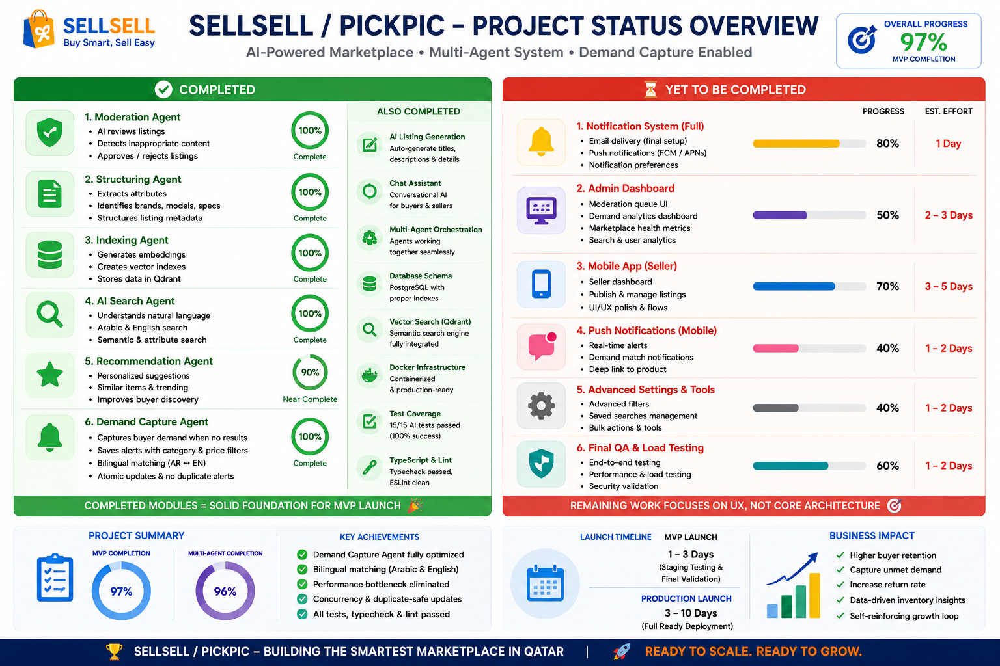 SELLSELL
Buy Smart, Sell Easy
SELLSELL / PICKPIC – PROJECT STATUS OVERVIEW
AI-Powered Marketplace • Multi-Agent System • Demand Capture Enabled
OVERALL PROGRESS
97%
MVP COMPLETION
COMPLETED
1. Moderation Agent
• AI reviews listings
• Detects inappropriate content
• Approves / rejects listings
100%
Complete
2. Structuring Agent
• Extracts attributes
• Identifies brands, models, specs
• Structures listing metadata
100%
Complete
3. Indexing Agent
• Generates embeddings
• Creates vector indexes
• Stores data in Qdrant
100%
Complete
4. AI Search Agent
• Understands natural language
• Arabic & English search
• Semantic & attribute search
100%
Complete
5. Recommendation Agent
• Personalized suggestions
• Similar items & trending
• Improves buyer discovery
90%
Near Complete
6. Demand Capture Agent
• Captures buyer demand when no results
• Saves alerts with category & price filters
• Bilingual matching (AR ↔ EN)
• Atomic updates & no duplicate alerts
100%
Complete
ALSO COMPLETED
AI Listing Generation
Auto-generate titles,
descriptions & details
Chat Assistant
Conversational AI
for buyers & sellers
Multi-Agent Orchestration
Agents working
together seamlessly
Database Schema
PostgreSQL with
proper indexes
Vector Search (Qdrant)
Semantic search engine
fully integrated
Docker Infrastructure
Containerized
& production-ready
Test Coverage
15/15 AI tests passed
(100% success)
TypeScript & Lint
Typecheck passed,
ESLint clean
COMPLETED MODULES = SOLID FOUNDATION FOR MVP LAUNCH
YET TO BE COMPLETED
PROGRESS
EST. EFFORT
1. Notification System (Full)
• Email delivery (final setup)
• Push notifications (FCM / APNs)
• Notification preferences
80%
1 Day
2. Admin Dashboard
• Moderation queue UI
• Demand analytics dashboard
• Marketplace health metrics
• Search & user analytics
50%
2 – 3 Days
3. Mobile App (Seller)
• Seller dashboard
• Publish & manage listings
• UI/UX polish & flows
70%
3 – 5 Days
4. Push Notifications (Mobile)
• Real-time alerts
• Demand match notifications
• Deep link to product
40%
1 – 2 Days
5. Advanced Settings & Tools
• Advanced filters
• Saved searches management
• Bulk actions & tools
40%
1 – 2 Days
6. Final QA & Load Testing
• End-to-end testing
• Performance & load testing
• Security validation
60%
1 – 2 Days
REMAINING WORK FOCUSES ON UX, NOT CORE ARCHITECTURE
PROJECT SUMMARY
MVP COMPLETION
97%
MULTI-AGENT COMPLETION
96%
KEY ACHIEVEMENTS
Demand Capture Agent fully optimized
Bilingual matching (Arabic & English)
Performance bottleneck eliminated
Concurrency & duplicate-safe updates
All tests, typecheck & lint passed
LAUNCH TIMELINE
MVP LAUNCH
1 – 3 Days
(Staging Testing &
Final Validation)
PRODUCTION LAUNCH
3 – 10 Days
(Full Ready Deployment)
BUSINESS IMPACT
Higher buyer retention
Capture unmet demand
Increase return rate
Data-driven inventory insights
Self-reinforcing growth loop
SELLSELL / PICKPIC – BUILDING THE SMARTEST MARKETPLACE IN QATAR | READY TO SCALE. READY TO GROW.